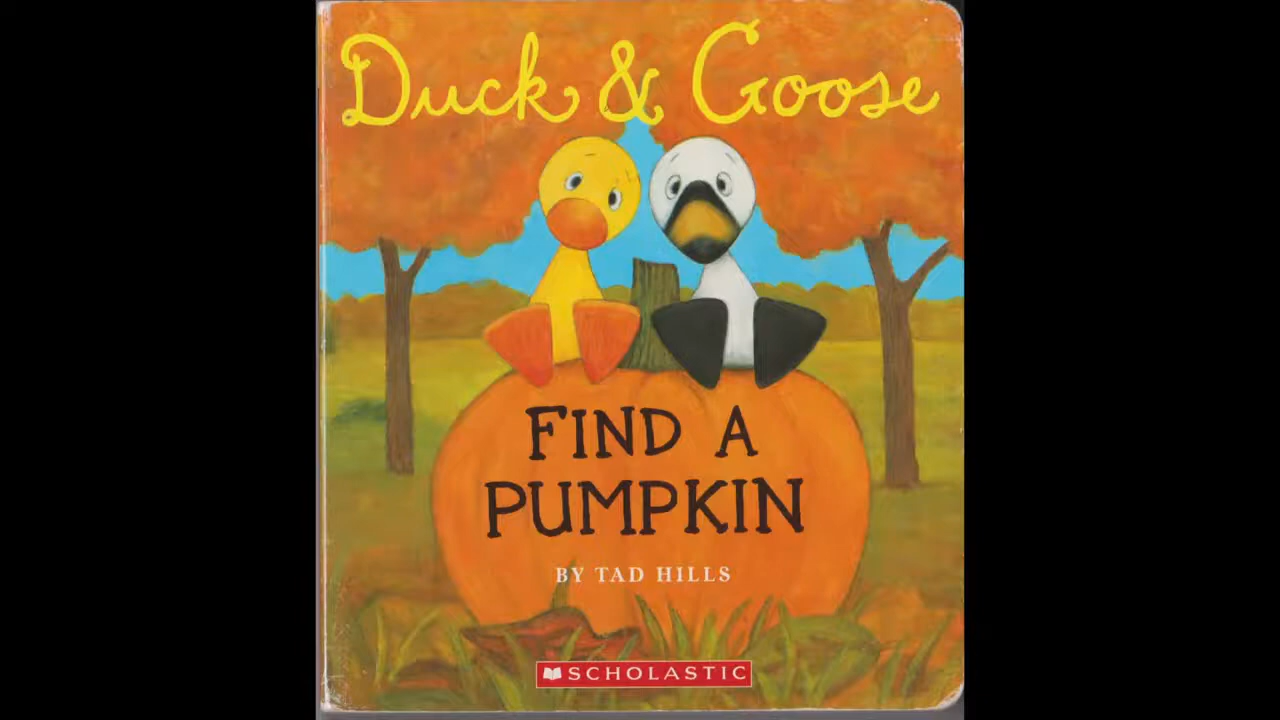 Duck & Goose
FIND A
PUMPKIN
BY TAD HILLS
SCHOLASTIC